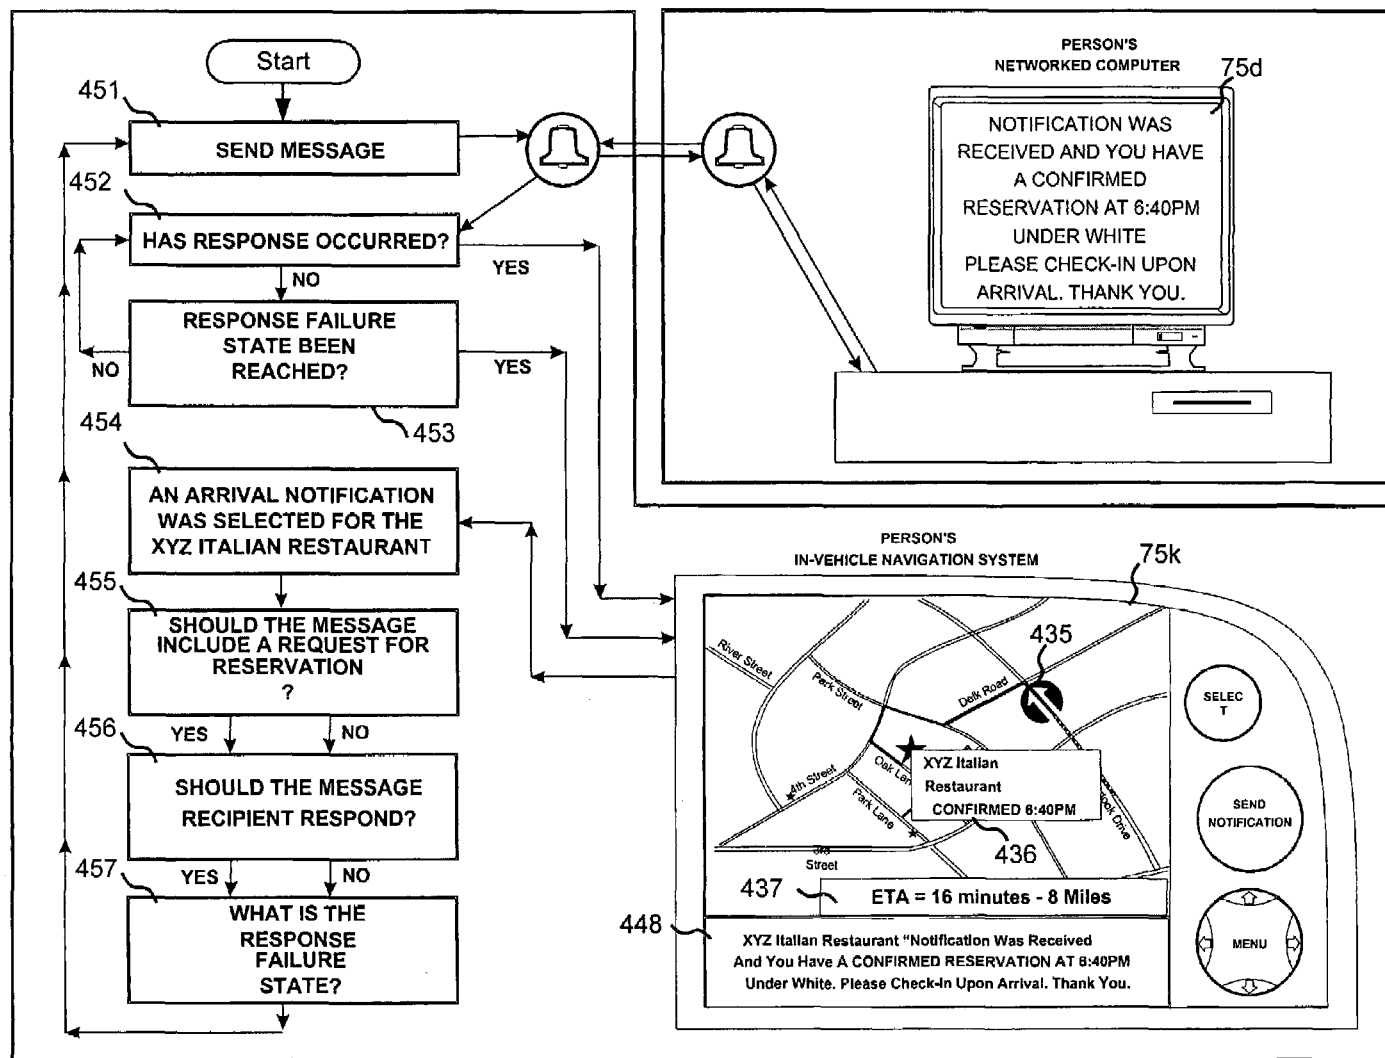 Start
451
SEND MESSAGE
452
HAS RESPONSE OCCURRED?
YES
NO
RESPONSE FAILURE
STATE BEEN
REACHED?
NO
YES
453
454
AN ARRIVAL NOTIFICATION
WAS SELECTED FOR THE
XYZ ITALIAN RESTAURANT
455
SHOULD THE MESSAGE
INCLUDE A REQUEST FOR
RESERVATION
?
YES
NO
456
SHOULD THE MESSAGE
RECIPIENT RESPOND?
YES
NO
457
WHAT IS THE
RESPONSE
FAILURE
STATE?
PERSON'S
NETWORKED COMPUTER
75d
NOTIFICATION WAS
RECEIVED AND YOU HAVE
A CONFIRMED
RESERVATION AT 6:40PM
UNDER WHITE
PLEASE CHECK-IN UPON
ARRIVAL. THANK YOU.
PERSON'S
IN-VEHICLE NAVIGATION SYSTEM
75k
435
River Street
Park Street
Delk Road
4th Street
Oak Lan
Park Lane
Drive
3rd
Street
XYZ Italian
Restaurant
CONFIRMED 6:40PM
436
437
ETA = 16 minutes - 8 Miles
448
XYZ Italian Restaurant "Notification Was Received
And You Have A CONFIRMED RESERVATION AT 6:40PM
Under White. Please Check-In Upon Arrival. Thank You.
SELEC
T
SEND
NOTIFICATION
MENU